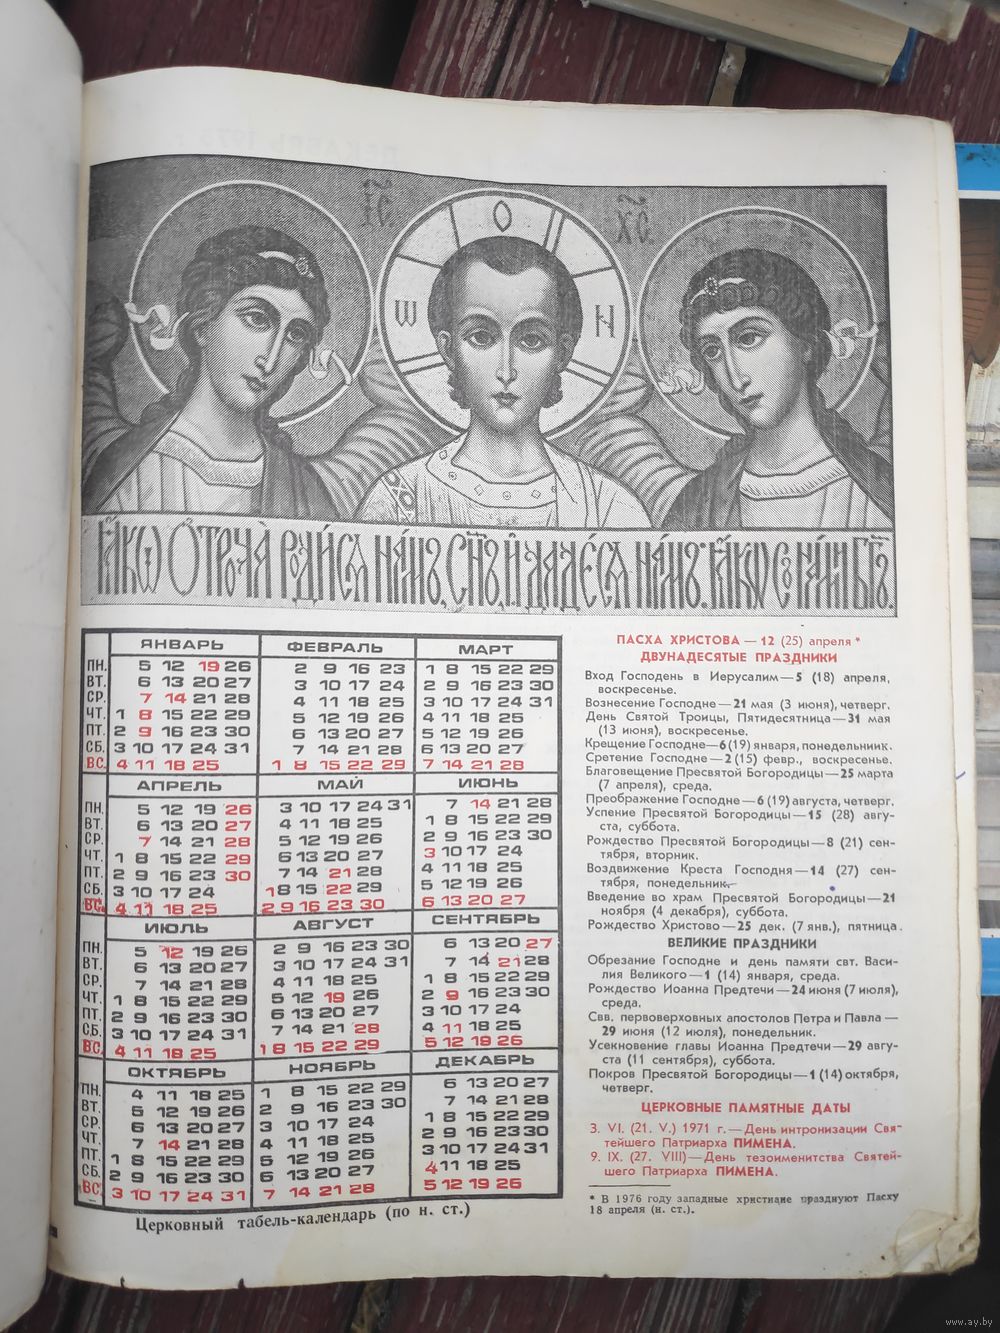 І҃С
Х҃С
Ѡ О Н
ПАСХА ХРИСТОВА — 12 (25) апреля *
ДВУНАДЕСЯТЫЕ ПРАЗДНИКИ
Вход Господень в Иерусалим — 5 (18) апреля,
воскресенье.
Вознесение Господне — 21 мая (3 июня), четверг.
День Святой Троицы, Пятидесятница — 31 мая
(13 июня), воскресенье.
Крещение Господне — 6 (19) января, понедельник.
Сретение Господне — 2 (15) февр., воскресенье.
Благовещение Пресвятой Богородицы — 25 марта
(7 апреля), среда.
Преображение Господне — 6 (19) августа, четверг.
Успение Пресвятой Богородицы — 15 (28) авгу-
ста, суббота.
Рождество Пресвятой Богородицы — 8 (21) сен-
тября, вторник.
Воздвижение Креста Господня — 14 (27) сен-
тября, понедельник.
Введение во храм Пресвятой Богородицы — 21
ноября (4 декабря), суббота.
Рождество Христово — 25 дек. (7 янв.), пятница.
ВЕЛИКИЕ ПРАЗДНИКИ
Обрезание Господне и день памяти свт. Васи-
лия Великого — 1 (14) января, среда.
Рождество Иоанна Предтечи — 24 июня (7 июля),
среда.
Свв. первоверховных апостолов Петра и Павла —
29 июня (12 июля), понедельник.
Усекновение главы Иоанна Предтечи — 29 авгу-
ста (11 сентября), суббота.
Покров Пресвятой Богородицы — 1 (14) октября,
четверг.
ЦЕРКОВНЫЕ ПАМЯТНЫЕ ДАТЫ
3. VI. (21. V.) 1971 г. — День интронизации Свя-
тейшего Патриарха ПИМЕНА.
9. IX. (27. VIII) — День тезоименитства Святей-
шего Патриарха ПИМЕНА.
* В 1976 году западные христиане празднуют Пасху
18 апреля (н. ст.).
ЯНВАРЬ ФЕВРАЛЬ МАРТ
ПН. 5 12 19 26 2 9 16 23 1 8 15 22 29
ВТ. 6 13 20 27 3 10 17 24 2 9 16 23 30
СР. 7 14 21 28 4 11 18 25 3 10 17 24 31
ЧТ. 1 8 15 22 29 5 12 19 26 4 11 18 25
ПТ. 2 9 16 23 30 6 13 20 27 5 12 19 26
СБ. 3 10 17 24 31 7 14 21 28 6 13 20 27
ВС. 4 11 18 25 1 8 15 22 29 7 14 21 28
АПРЕЛЬ МАЙ ИЮНЬ
ПН. 5 12 19 26 3 10 17 24 31 7 14 21 28
ВТ. 6 13 20 27 4 11 18 25 1 8 15 22 29
СР. 7 14 21 28 5 12 19 26 2 9 16 23 30
ЧТ. 1 8 15 22 29 6 13 20 27 3 10 17 24
ПТ. 2 9 16 23 30 7 14 21 28 4 11 18 25
СБ. 3 10 17 24 1 8 15 22 29 5 12 19 26
ВС. 4 11 18 25 2 9 16 23 30 6 13 20 27
ИЮЛЬ АВГУСТ СЕНТЯБРЬ
ПН. 5 12 19 26 2 9 16 23 30 6 13 20 27
ВТ. 6 13 20 27 3 10 17 24 31 7 14 21 28
СР. 7 14 21 28 4 11 18 25 1 8 15 22 29
ЧТ. 1 8 15 22 29 5 12 19 26 2 9 16 23 30
ПТ. 2 9 16 23 30 6 13 20 27 3 10 17 24
СБ. 3 10 17 24 31 7 14 21 28 4 11 18 25
ВС. 4 11 18 25 1 8 15 22 29 5 12 19 26
ОКТЯБРЬ НОЯБРЬ ДЕКАБРЬ
ПН. 4 11 18 25 1 8 15 22 29 6 13 20 27
ВТ. 5 12 19 26 2 9 16 23 30 7 14 21 28
СР. 6 13 20 27 3 10 17 24 1 8 15 22 29
ЧТ. 7 14 21 28 4 11 18 25 2 9 16 23 30
ПТ. 1 8 15 22 29 5 12 19 26 3 10 17 24 31
СБ. 2 9 16 23 30 6 13 20 27 4 11 18 25
ВС. 3 10 17 24 31 7 14 21 28 5 12 19 26
Церковный табель-календарь (по н. ст.)
www.ay.by